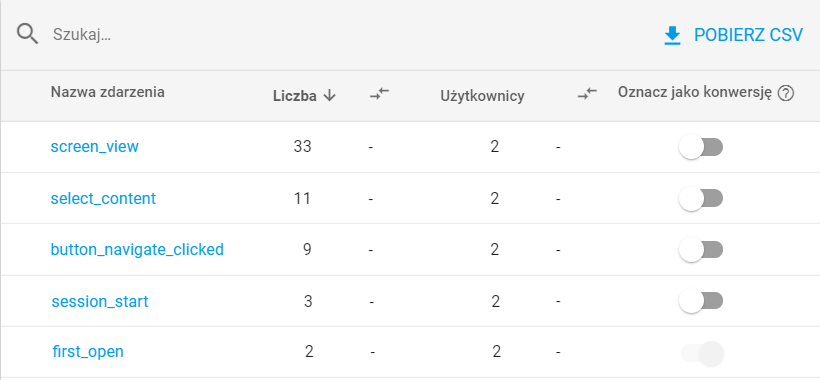 Szukaj... POBIERZ CSV
Nazwa zdarzenia Liczba Użytkownicy Oznacz jako konwersję ?
screen_view 33 - 2 -
select_content 11 - 2 -
button_navigate_clicked 9 - 2 -
session_start 3 - 2 -
first_open 2 - 2 -